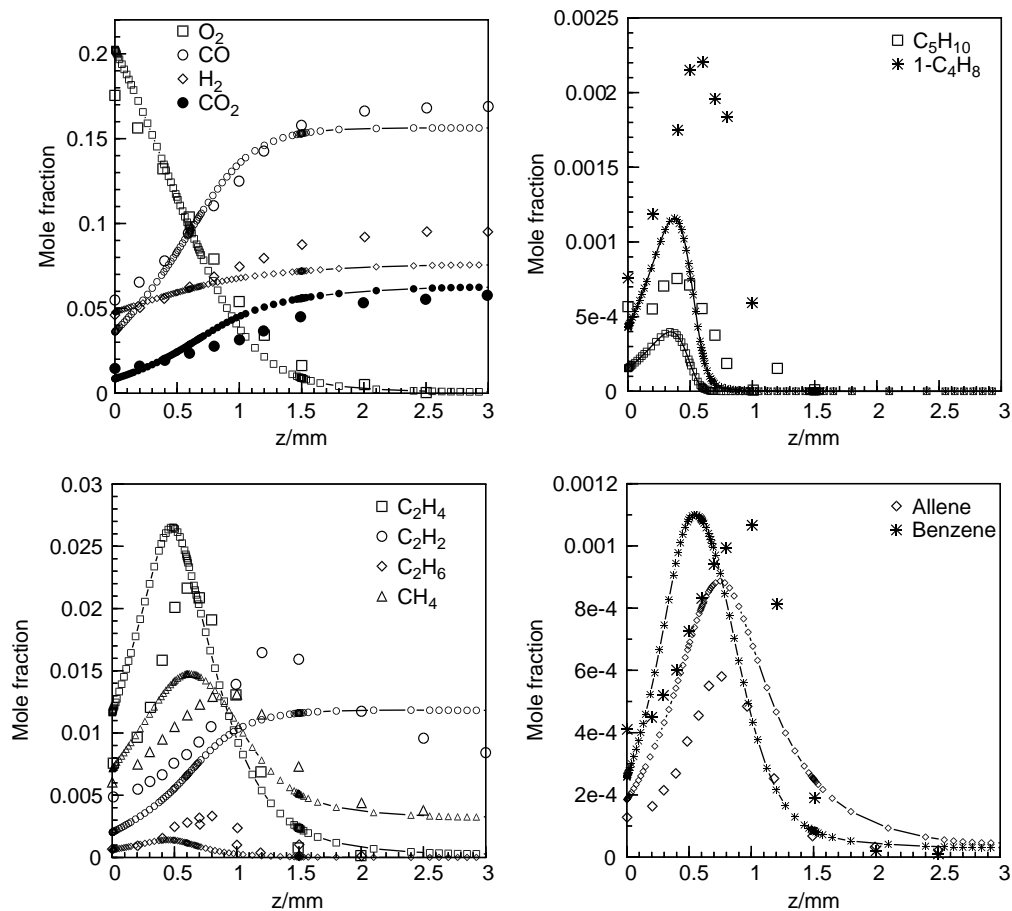 O2
CO
H2
CO2
0.2
0.15
0.1
0.05
0
Mole fraction
0 0.5 1 1.5 2 2.5 3
z/mm
C5H10
1-C4H8
0.0025
0.002
0.0015
0.001
5e-4
0
Mole fraction
0 0.5 1 1.5 2 2.5 3
z/mm
C2H4
C2H2
C2H6
CH4
0.03
0.025
0.02
0.015
0.01
0.005
0
Mole fraction
0 0.5 1 1.5 2 2.5 3
z/mm
Allene
Benzene
0.0012
0.001
8e-4
6e-4
4e-4
2e-4
0
Mole fraction
0 0.5 1 1.5 2 2.5 3
z/mm